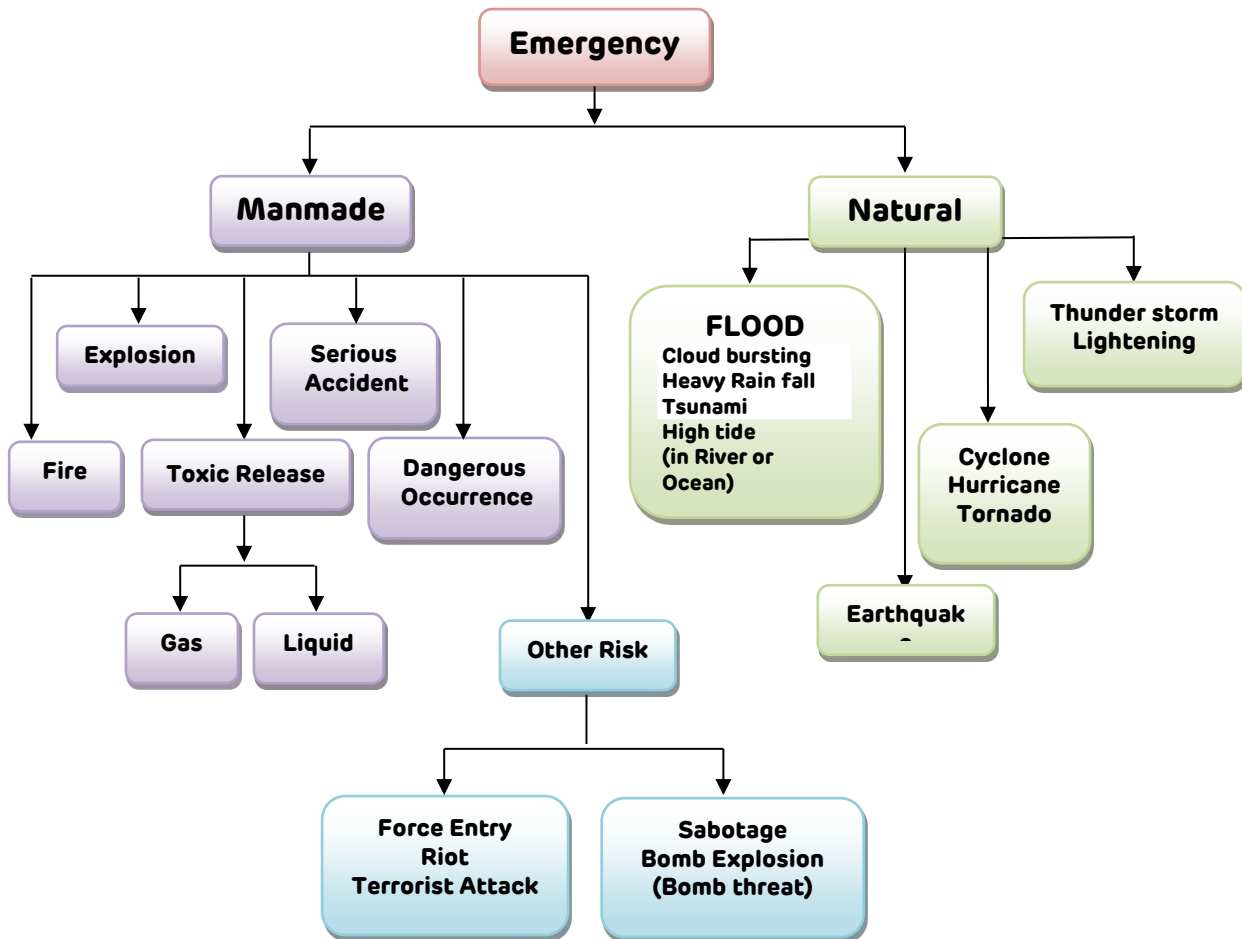 Emergency
Manmade
Natural
Explosion
Serious
Accident
FLOOD
Cloud bursting
Heavy Rain fall
Tsunami
High tide
(in River or
Ocean)
Thunder storm
Lightening
Fire
Toxic Release
Dangerous
Occurrence
Cyclone
Hurricane
Tornado
Gas
Liquid
Other Risk
Earthquak
Force Entry
Riot
Terrorist Attack
Sabotage
Bomb Explosion
(Bomb threat)